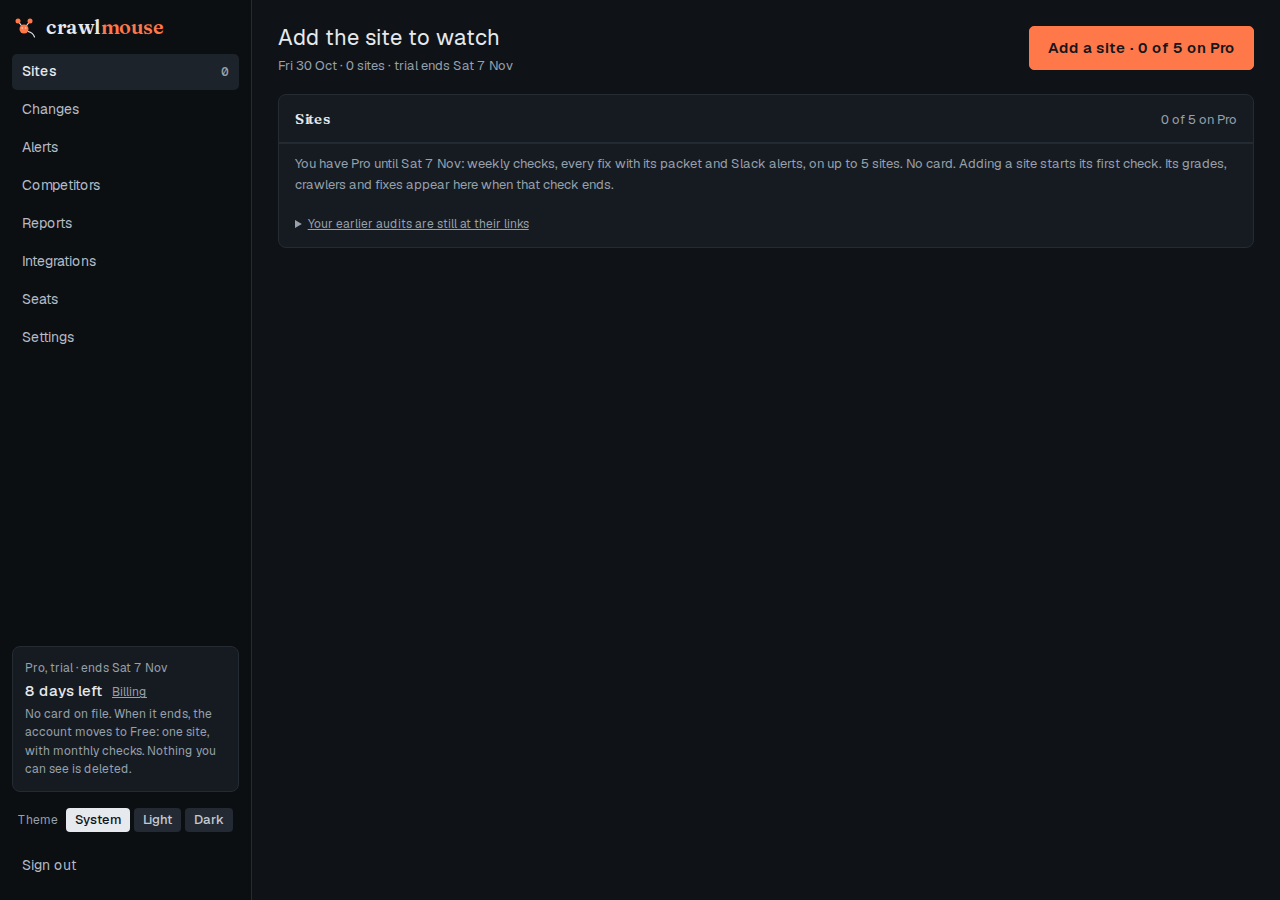 crawlmouse
Sites 0
Changes
Alerts
Competitors
Reports
Integrations
Seats
Settings
Pro, trial · ends Sat 7 Nov
8 days left Billing
No card on file. When it ends, the
account moves to Free: one site,
with monthly checks. Nothing you
can see is deleted.
Theme System Light Dark
Sign out
Add the site to watch
Fri 30 Oct · 0 sites · trial ends Sat 7 Nov
Add a site · 0 of 5 on Pro
Sites 0 of 5 on Pro
You have Pro until Sat 7 Nov: weekly checks, every fix with its packet and Slack alerts, on up to 5 sites. No card. Adding a site starts its first check. Its grades,
crawlers and fixes appear here when that check ends.
Your earlier audits are still at their links